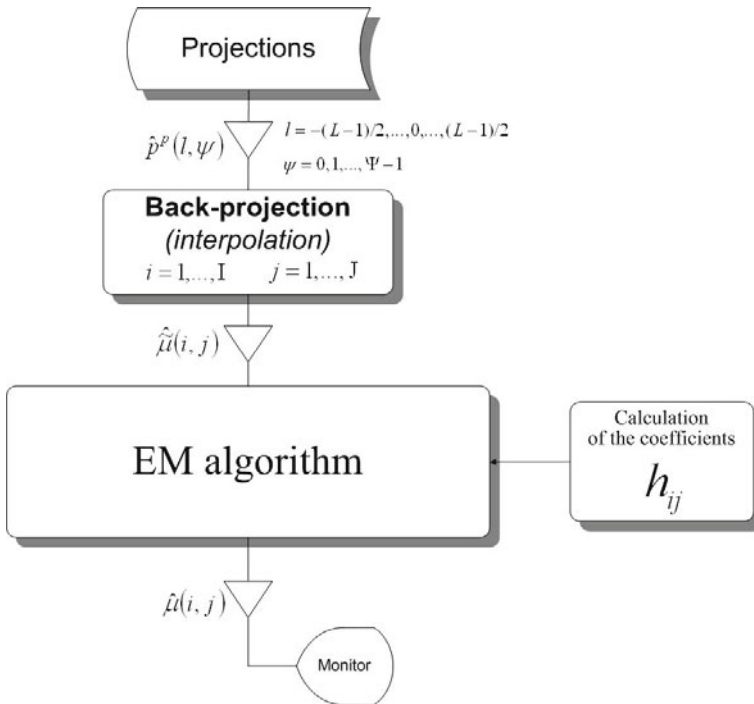 Projections
p̂ᵖ(l,ψ)
l = −(L−1)/2,...,0,...,(L−1)/2
ψ = 0,1,...,Ψ−1
Back-projection
(interpolation)
i = 1,...,I j = 1,...,J
μ̃̂(i, j)
EM algorithm
Calculation
of the coefficients
h_ij
μ̂(i, j)
Monitor